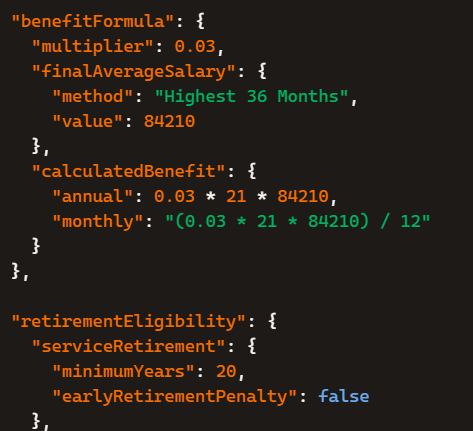 "benefitFormula": {
"multiplier": 0.03,
"finalAverageSalary": {
"method": "Highest 36 Months",
"value": 84210
},
"calculatedBenefit": {
"annual": 0.03 * 21 * 84210,
"monthly": "(0.03 * 21 * 84210) / 12"
}
},
"retirementEligibility": {
"serviceRetirement": {
"minimumYears": 20,
"earlyRetirementPenalty": false
},